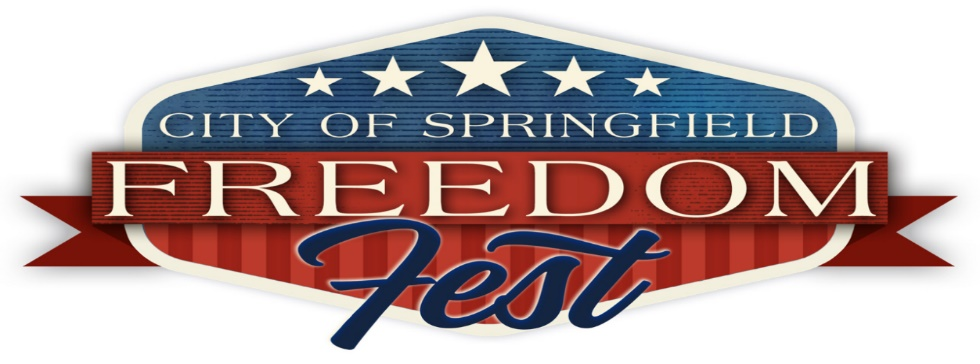 CITY OF SPRINGFIELD
FREEDOM
Fest